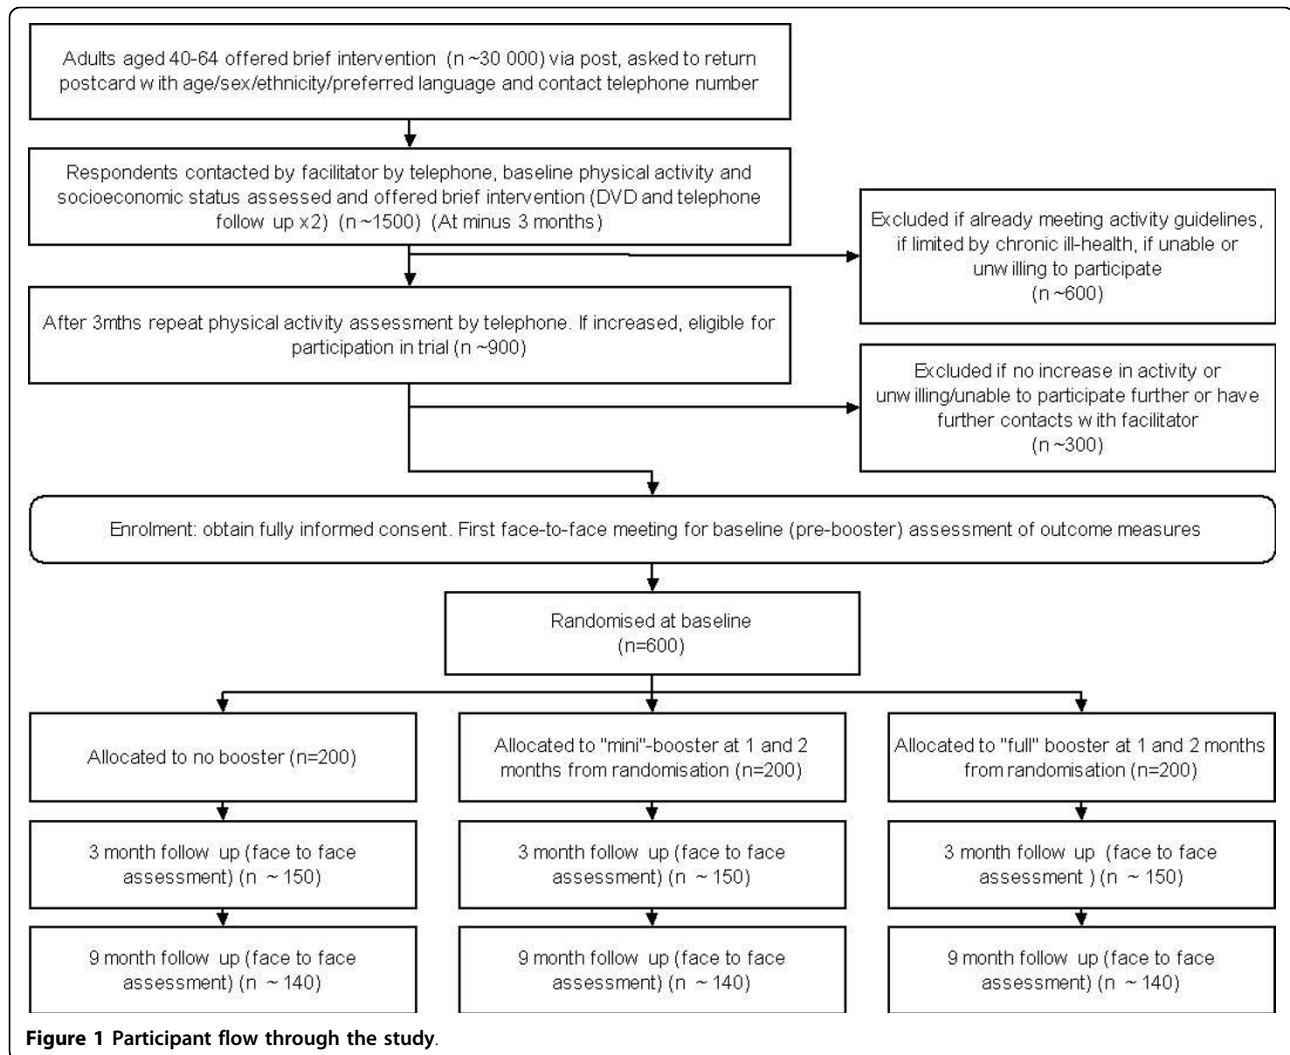 Adults aged 40-64 offered brief intervention (n ~30 000) via post, asked to return
postcard with age/sex/ethnicity/preferred language and contact telephone number
Respondents contacted by facilitator by telephone, baseline physical activity and
socioeconomic status assessed and offered brief intervention (DVD and telephone
follow up x2) (n ~1500) (At minus 3 months)
Excluded if already meeting activity guidelines,
if limited by chronic ill-health, if unable or
unwilling to participate
(n ~600)
After 3mths repeat physical activity assessment by telephone. If increased, eligible for
participation in trial (n ~900)
Excluded if no increase in activity or
unwilling/unable to participate further or have
further contacts with facilitator
(n ~300)
Enrolment: obtain fully informed consent. First face-to-face meeting for baseline (pre-booster) assessment of outcome measures
Randomised at baseline
(n=600)
Allocated to no booster (n=200)
Allocated to "mini"-booster at 1 and 2
months from randomisation (n=200)
Allocated to "full" booster at 1 and 2 months
from randomisation (n=200)
3 month follow up (face to face
assessment) (n ~ 150)
3 month follow up (face to face
assessment) (n ~ 150)
3 month follow up (face to face
assessment ) (n ~ 150)
9 month follow up (face to face
assessment) (n ~ 140)
9 month follow up (face to face
assessment) (n ~ 140)
9 month follow up (face to face
assessment) (n ~ 140)
Figure 1 Participant flow through the study.